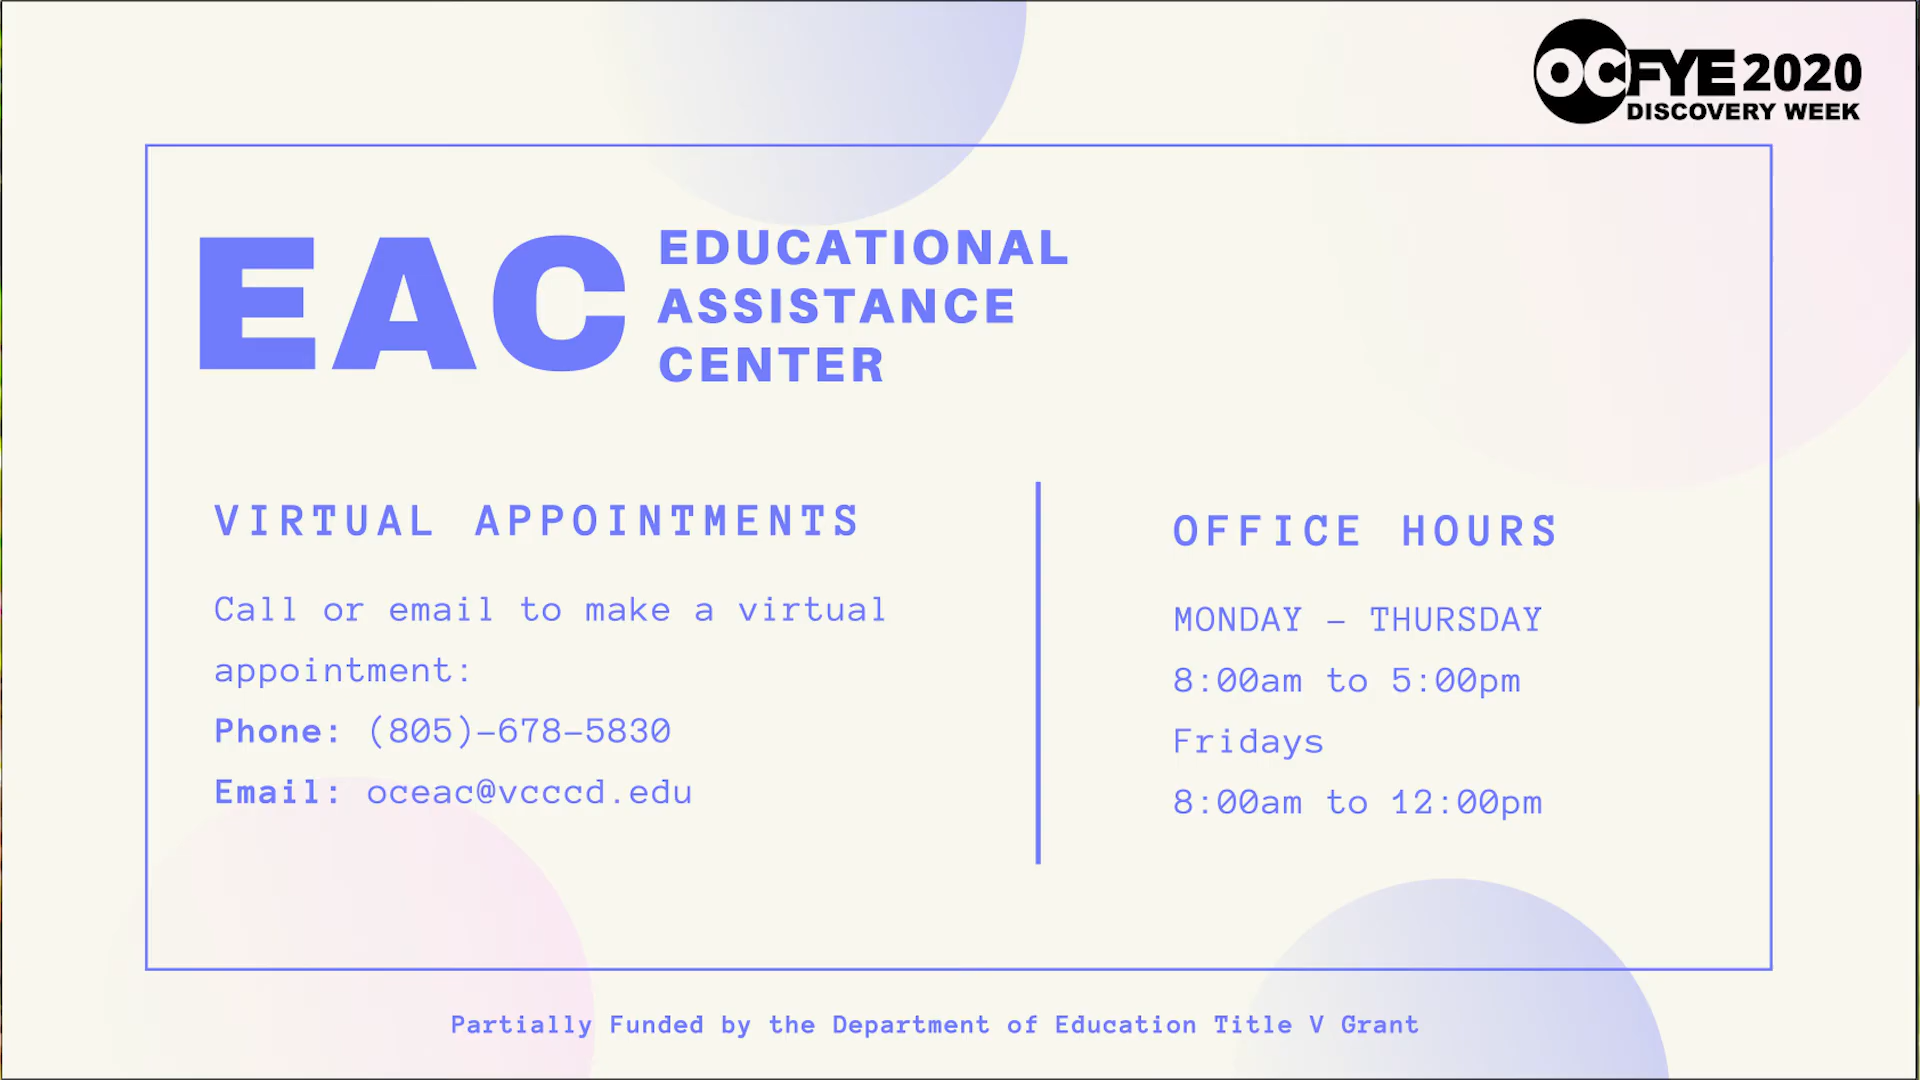 OCFYE 2020
DISCOVERY WEEK
EAC
EDUCATIONAL
ASSISTANCE
CENTER
VIRTUAL APPOINTMENTS
Call or email to make a virtual
appointment:
Phone: (805)-678-5830
Email: oceac@vcccd.edu
OFFICE HOURS
MONDAY - THURSDAY
8:00am to 5:00pm
Fridays
8:00am to 12:00pm
Partially Funded by the Department of Education Title V Grant